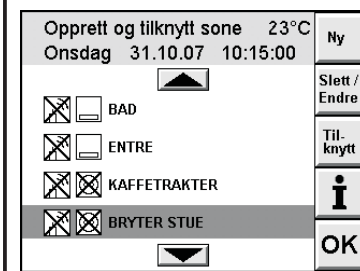 Opprett og tilknytt sone 23°C
Onsdag 31.10.07 10:15:00
BAD
ENTRE
KAFFETRAKTER
BRYTER STUE
Ny
Slett /
Endre
Til-
knytt
i
OK